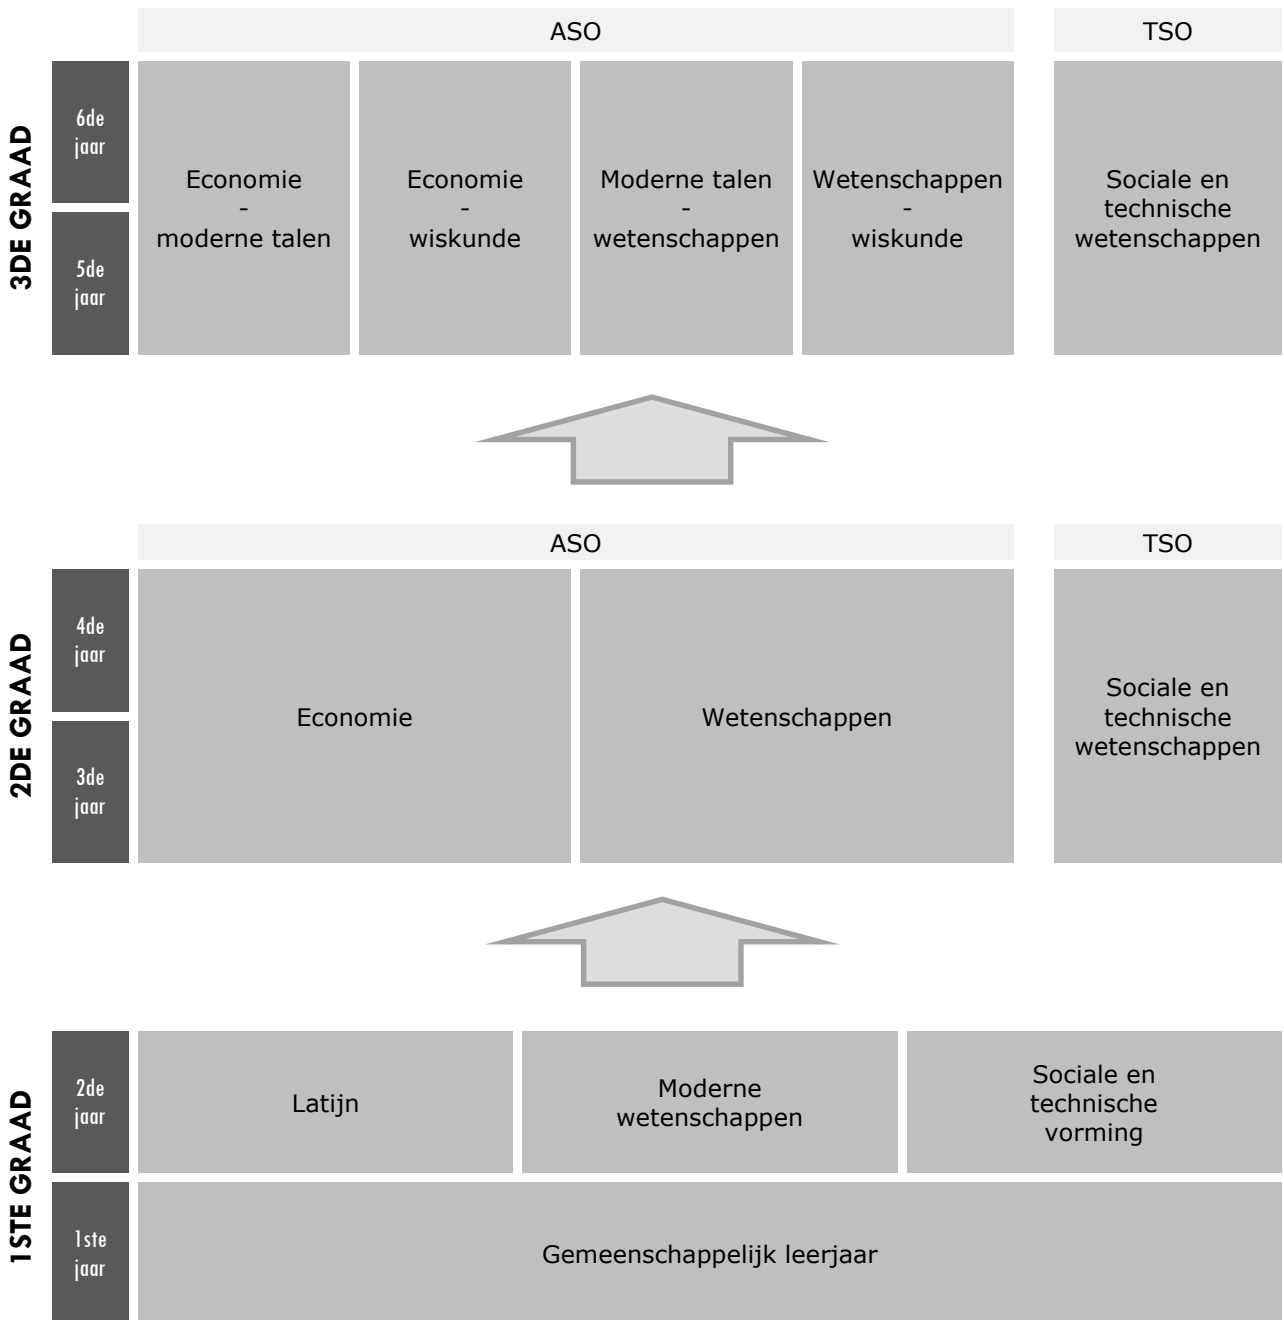 ASO
TSO
3DE GRAAD
6de
jaar
5de
jaar
Economie
-
moderne talen
Economie
-
wiskunde
Moderne talen
-
wetenschappen
Wetenschappen
-
wiskunde
Sociale en
technische
wetenschappen
ASO
TSO
2DE GRAAD
4de
jaar
3de
jaar
Economie
Wetenschappen
Sociale en
technische
wetenschappen
1STE GRAAD
2de
jaar
Latijn
Moderne
wetenschappen
Sociale en
technische
vorming
1ste
jaar
Gemeenschappelijk leerjaar